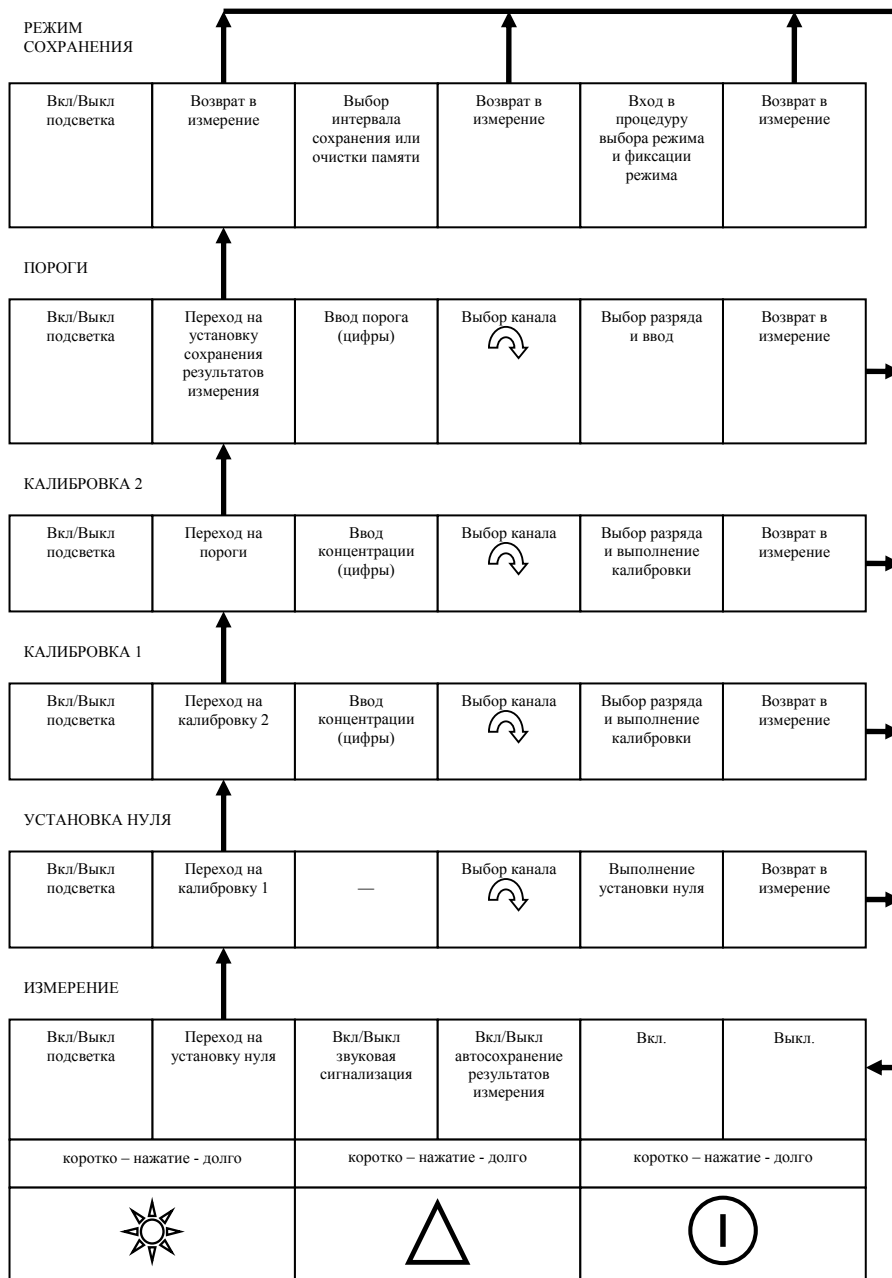 РЕЖИМ
СОХРАНЕНИЯ
Вкл/Выкл
подсветка
Возврат в
измерение
Выбор
интервала
сохранения или
очистки памяти
Возврат в
измерение
Вход в
процедуру
выбора режима
и фиксации
режима
Возврат в
измерение
ПОРОГИ
Вкл/Выкл
подсветка
Переход на
установку
сохранения
результатов
измерения
Ввод порога
(цифры)
Выбор канала
Выбор разряда
и ввод
Возврат в
измерение
КАЛИБРОВКА 2
Вкл/Выкл
подсветка
Переход на
пороги
Ввод
концентрации
(цифры)
Выбор канала
Выбор разряда
и выполнение
калибровки
Возврат в
измерение
КАЛИБРОВКА 1
Вкл/Выкл
подсветка
Переход на
калибровку 2
Ввод
концентрации
(цифры)
Выбор канала
Выбор разряда
и выполнение
калибровки
Возврат в
измерение
УСТАНОВКА НУЛЯ
Вкл/Выкл
подсветка
Переход на
калибровку 1
—
Выбор канала
Выполнение
установки нуля
Возврат в
измерение
ИЗМЕРЕНИЕ
Вкл/Выкл
подсветка
Переход на
установку нуля
Вкл/Выкл
звуковая
сигнализация
Вкл/Выкл
автосохранение
результатов
измерения
Вкл.
Выкл.
коротко – нажатие - долго
коротко – нажатие - долго
коротко – нажатие - долго